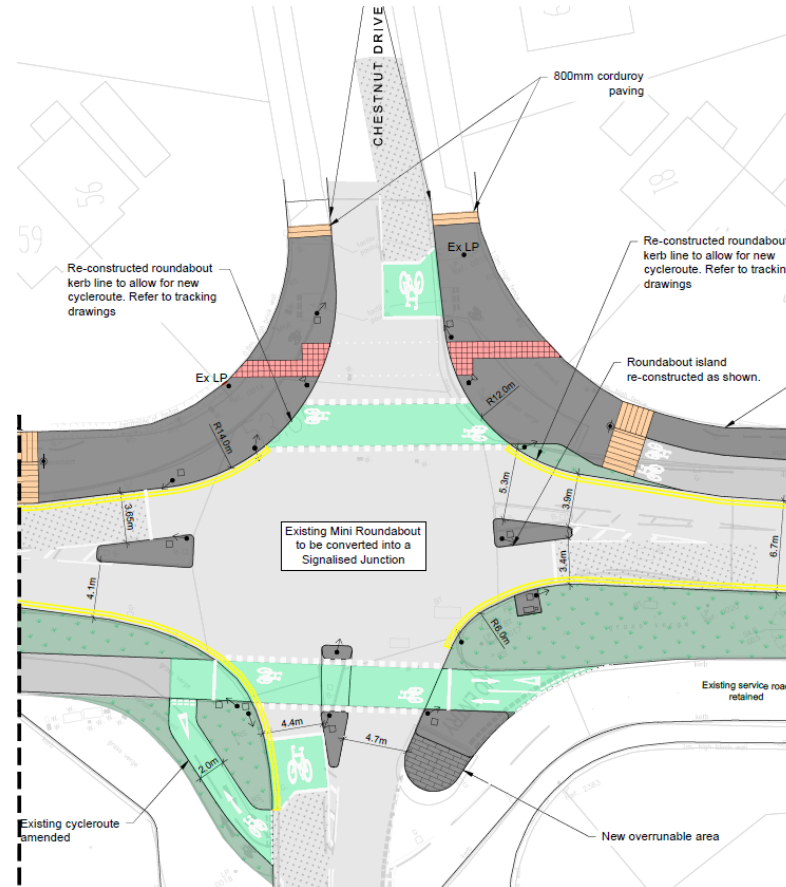 CHESTNUT DRIVE
800mm corduroy
paving
56
59
18
Ex LP
Re-constructed roundabout
kerb line to allow for new
cycleroute. Refer to tracking
drawings
Re-constructed roundabout
kerb line to allow for new
cycleroute. Refer to tracking
drawings
Ex LP
Roundabout island
re-constructed as shown.
R12.0m
R14.0m
5.3m
3.9m
3.65m
Existing Mini Roundabout
to be converted into a
Signalised Junction
6.7m
3.4m
4.1m
R6.0m
Existing service road
retained
4.4m
4.7m
2.0m
Existing cycleroute
amended
New overrunable area